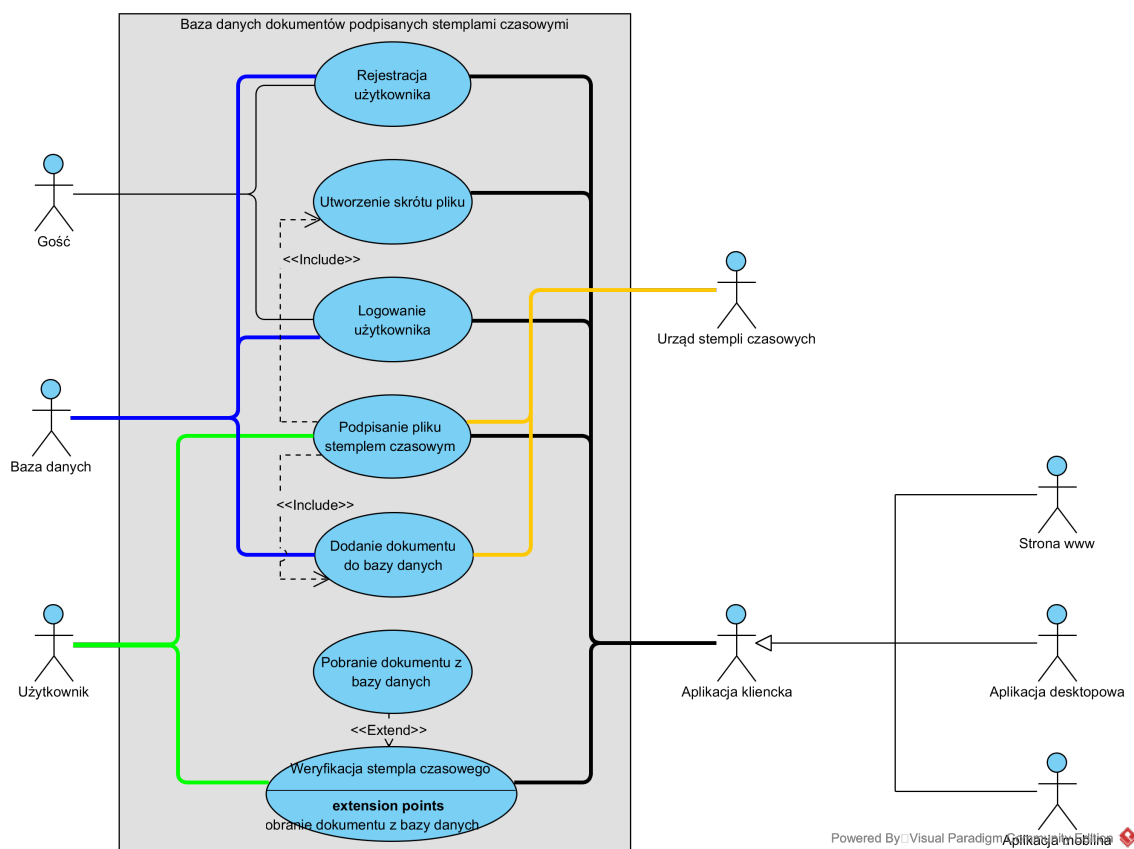 Baza danych dokumentów podpisanych stemplami czasowymi
Rejestracja
użytkownika
Utworzenie skrótu pliku
Gość
<<Include>>
Logowanie
użytkownika
Urząd stempli czasowych
Podpisanie pliku
stemplem czasowym
Baza danych
<<Include>>
Dodanie dokumentu
do bazy danych
Strona www
Pobranie dokumentu z
bazy danych
Użytkownik
Aplikacja kliencka
Aplikacja desktopowa
<<Extend>>
Weryfikacja stempla czasowego
extension points
obranie dokumentu z bazy danych
Powered By Visual Paradigm Community Edition
Aplikacja mobilna